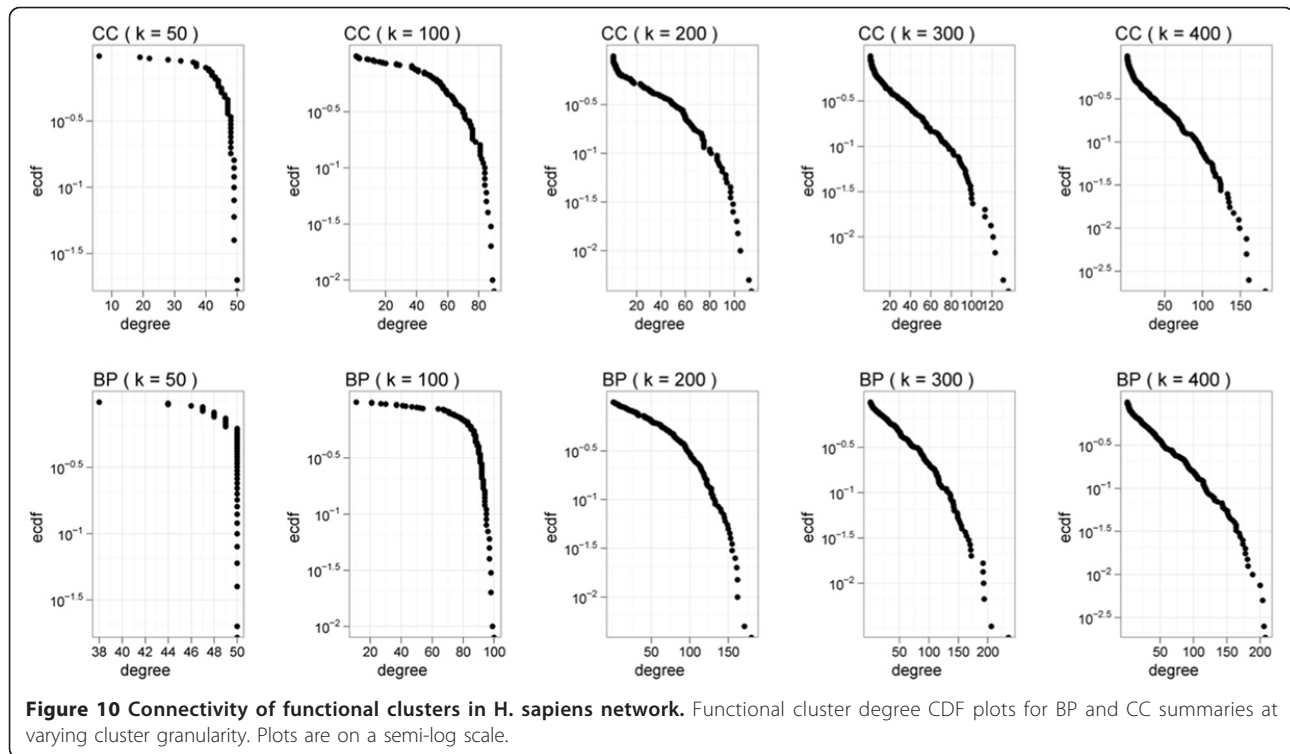 CC ( k = 50 )
CC ( k = 100 )
CC ( k = 200 )
CC ( k = 300 )
CC ( k = 400 )
ecdf
10^−0.5
10^−1
10^−1.5
10 20 30 40 50
degree
ecdf
10^−0.5
10^−1
10^−1.5
10^−2
20 40 60 80
degree
ecdf
10^−0.5
10^−1
10^−1.5
10^−2
20 40 60 80 100
degree
ecdf
10^−0.5
10^−1
10^−1.5
10^−2
20 40 60 80 100 120
degree
ecdf
10^−0.5
10^−1
10^−1.5
10^−2
10^−2.5
50 100 150
degree
BP ( k = 50 )
BP ( k = 100 )
BP ( k = 200 )
BP ( k = 300 )
BP ( k = 400 )
ecdf
10^−0.5
10^−1
10^−1.5
38 40 42 44 46 48 50
degree
ecdf
10^−0.5
10^−1
10^−1.5
10^−2
20 40 60 80 100
degree
ecdf
10^−0.5
10^−1
10^−1.5
10^−2
50 100 150
degree
ecdf
10^−0.5
10^−1
10^−1.5
10^−2
50 100 150 200
degree
ecdf
10^−0.5
10^−1
10^−1.5
10^−2
10^−2.5
50 100 150 200
degree
Figure 10 Connectivity of functional clusters in H. sapiens network. Functional cluster degree CDF plots for BP and CC summaries at
varying cluster granularity. Plots are on a semi-log scale.